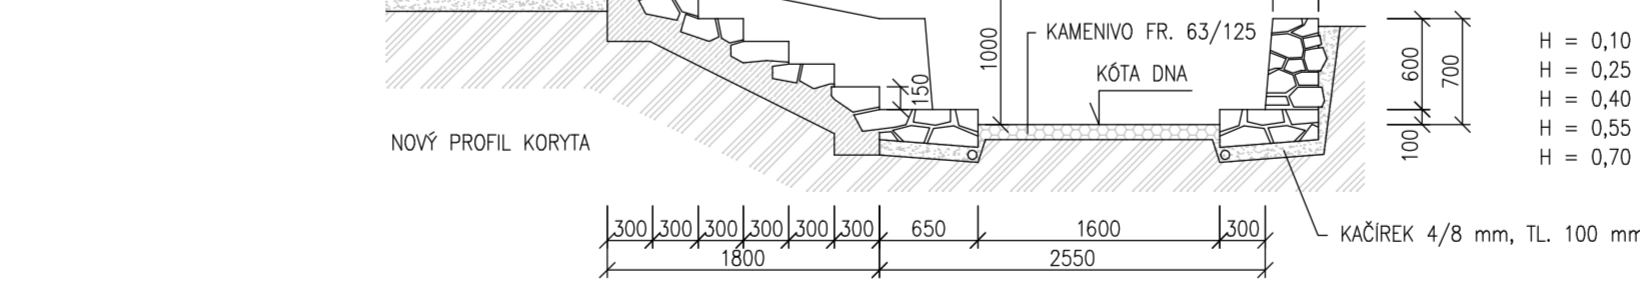 KAMENIVO FR. 63/125
1000
KÓTA DNA
150
600
700
100
H = 0,10
H = 0,25
H = 0,40
H = 0,55
H = 0,70
NOVÝ PROFIL KORYTA
300 300 300 300 300 300 650 1600 300
KAČÍREK 4/8 mm, TL. 100 mm
1800 2550